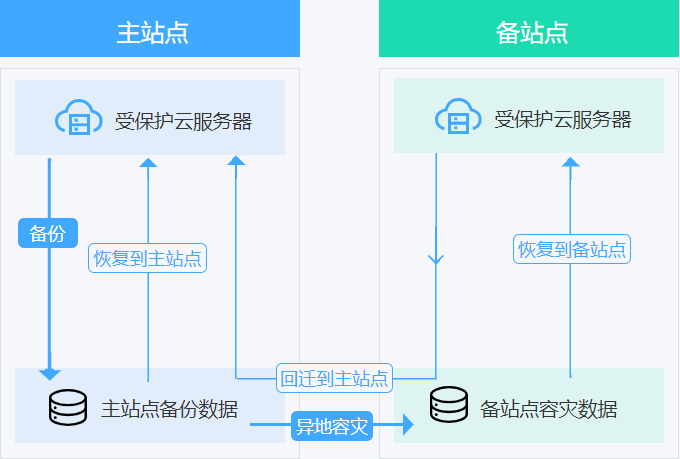 主站点
备站点
受保护云服务器
受保护云服务器
备份
恢复到主站点
恢复到备站点
回迁到主站点
主站点备份数据
备站点容灾数据
异地容灾